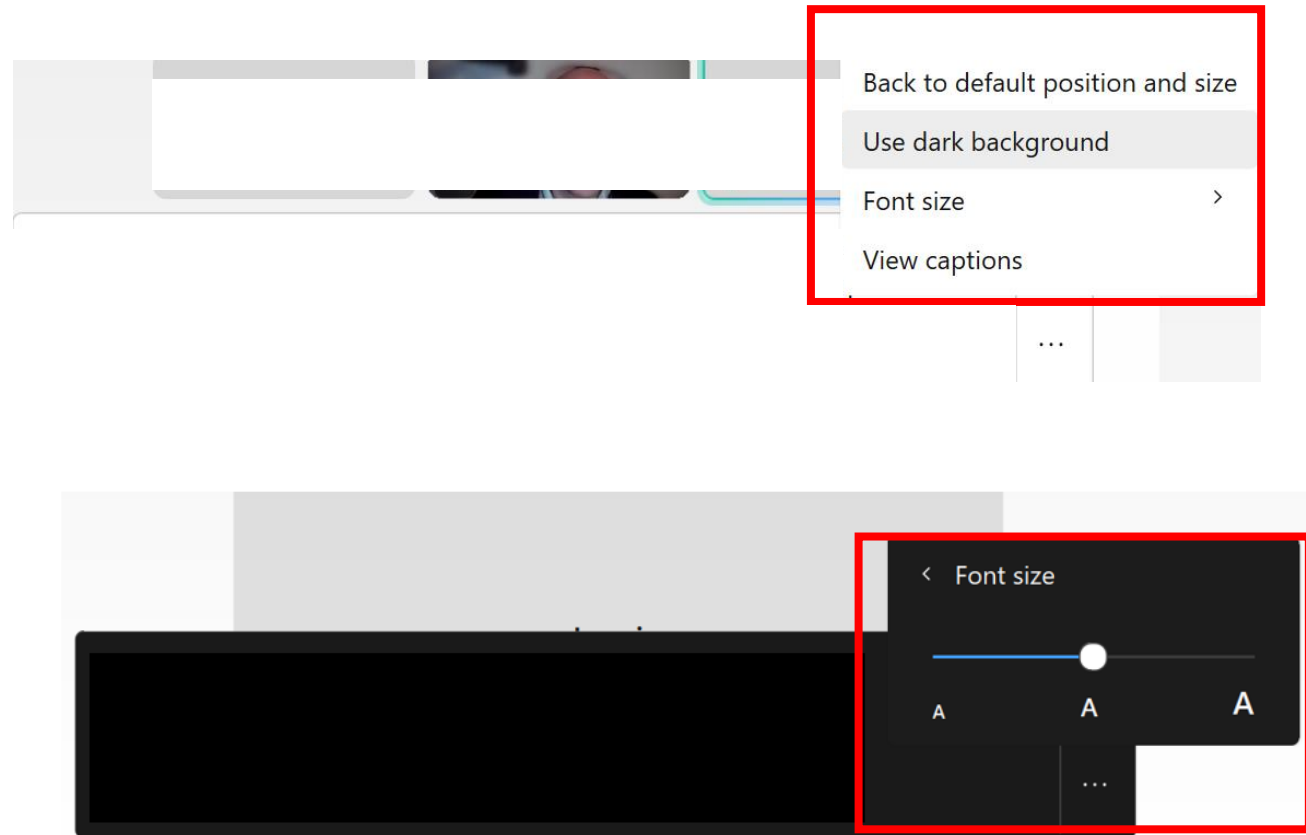 Back to default position and size
Use dark background
Font size
View captions
...
Font size
A A A
...